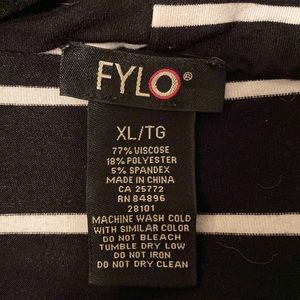 FYLO®
XL/TG
77% VISCOSE
18% POLYESTER
5% SPANDEX
MADE IN CHINA
CA 25772
RN 84896
28101
MACHINE WASH COLD
WITH SIMILAR COLOR
DO NOT BLEACH
TUMBLE DRY LOW
DO NOT IRON
DO NOT DRY CLEAN